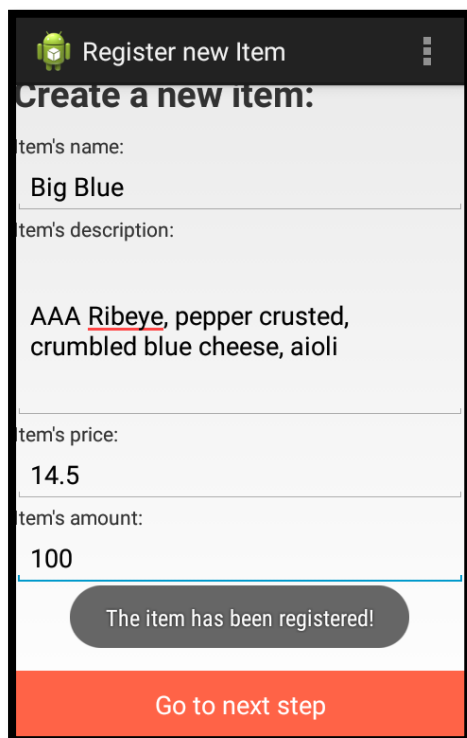 Register new Item
Create a new item:
Item's name:
Big Blue
Item's description:
AAA Ribeye, pepper crusted,
crumbled blue cheese, aioli
Item's price:
14.5
Item's amount:
100
The item has been registered!
Go to next step